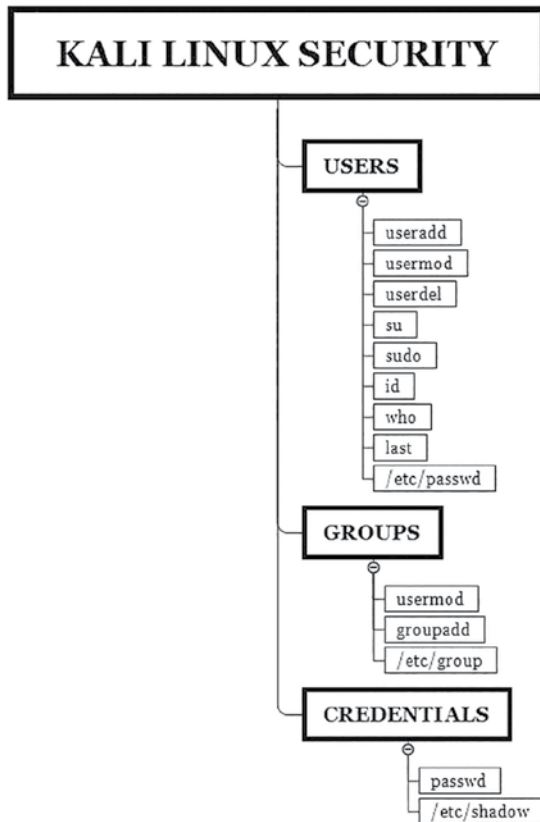 KALI LINUX SECURITY
USERS
useradd
usermod
userdel
su
sudo
id
who
last
/etc/passwd
GROUPS
usermod
groupadd
/etc/group
CREDENTIALS
passwd
/etc/shadow